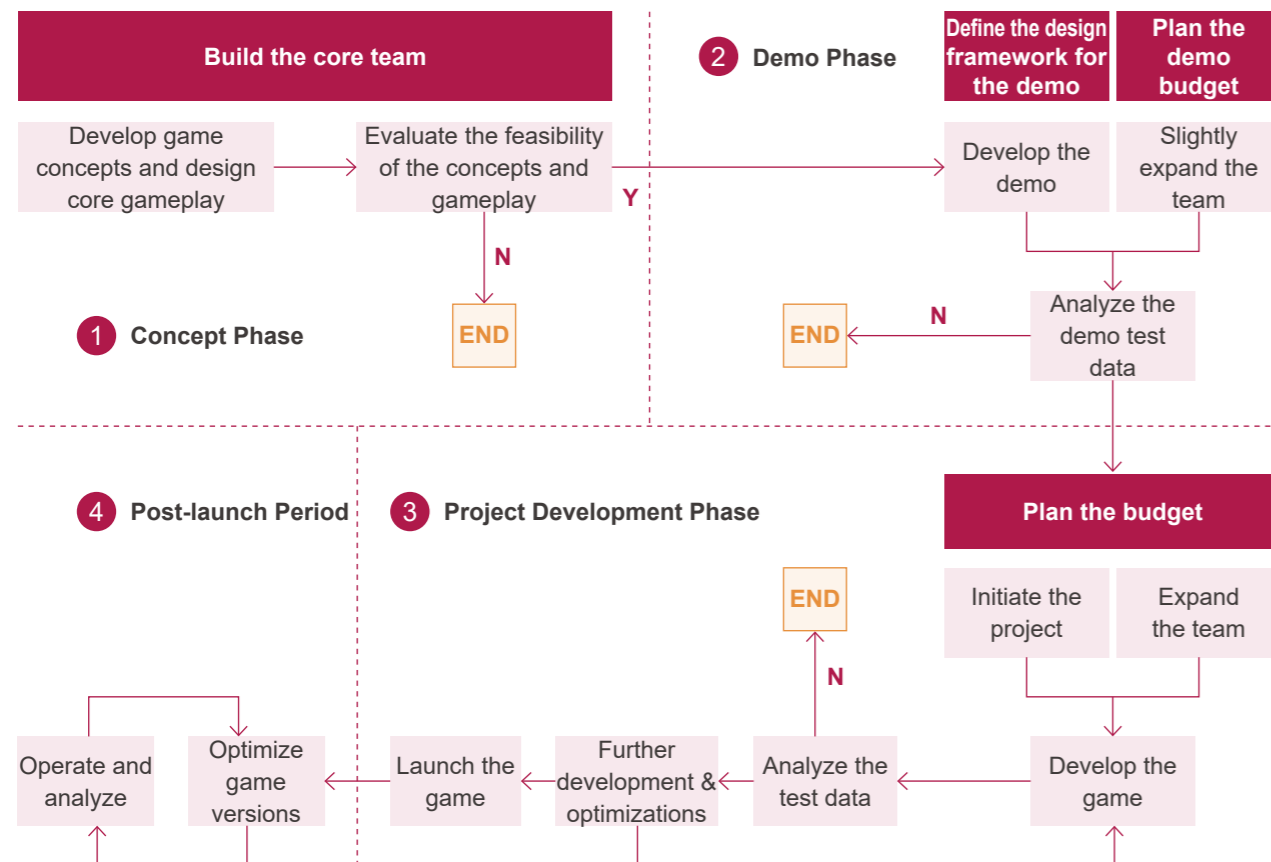 Build the core team
Develop game
concepts and design
core gameplay
Evaluate the feasibility
of the concepts and
gameplay
Y
N
END
1 Concept Phase
2 Demo Phase
Define the design
framework for
the demo
Plan the
demo
budget
Develop the
demo
Slightly
expand the
team
Analyze the
demo test
data
N
END
3 Project Development Phase
Plan the budget
Initiate the
project
Expand
the team
Develop the
game
Analyze the
test data
N
END
Further
development &
optimizations
Launch the
game
4 Post-launch Period
Optimize
game
versions
Operate and
analyze